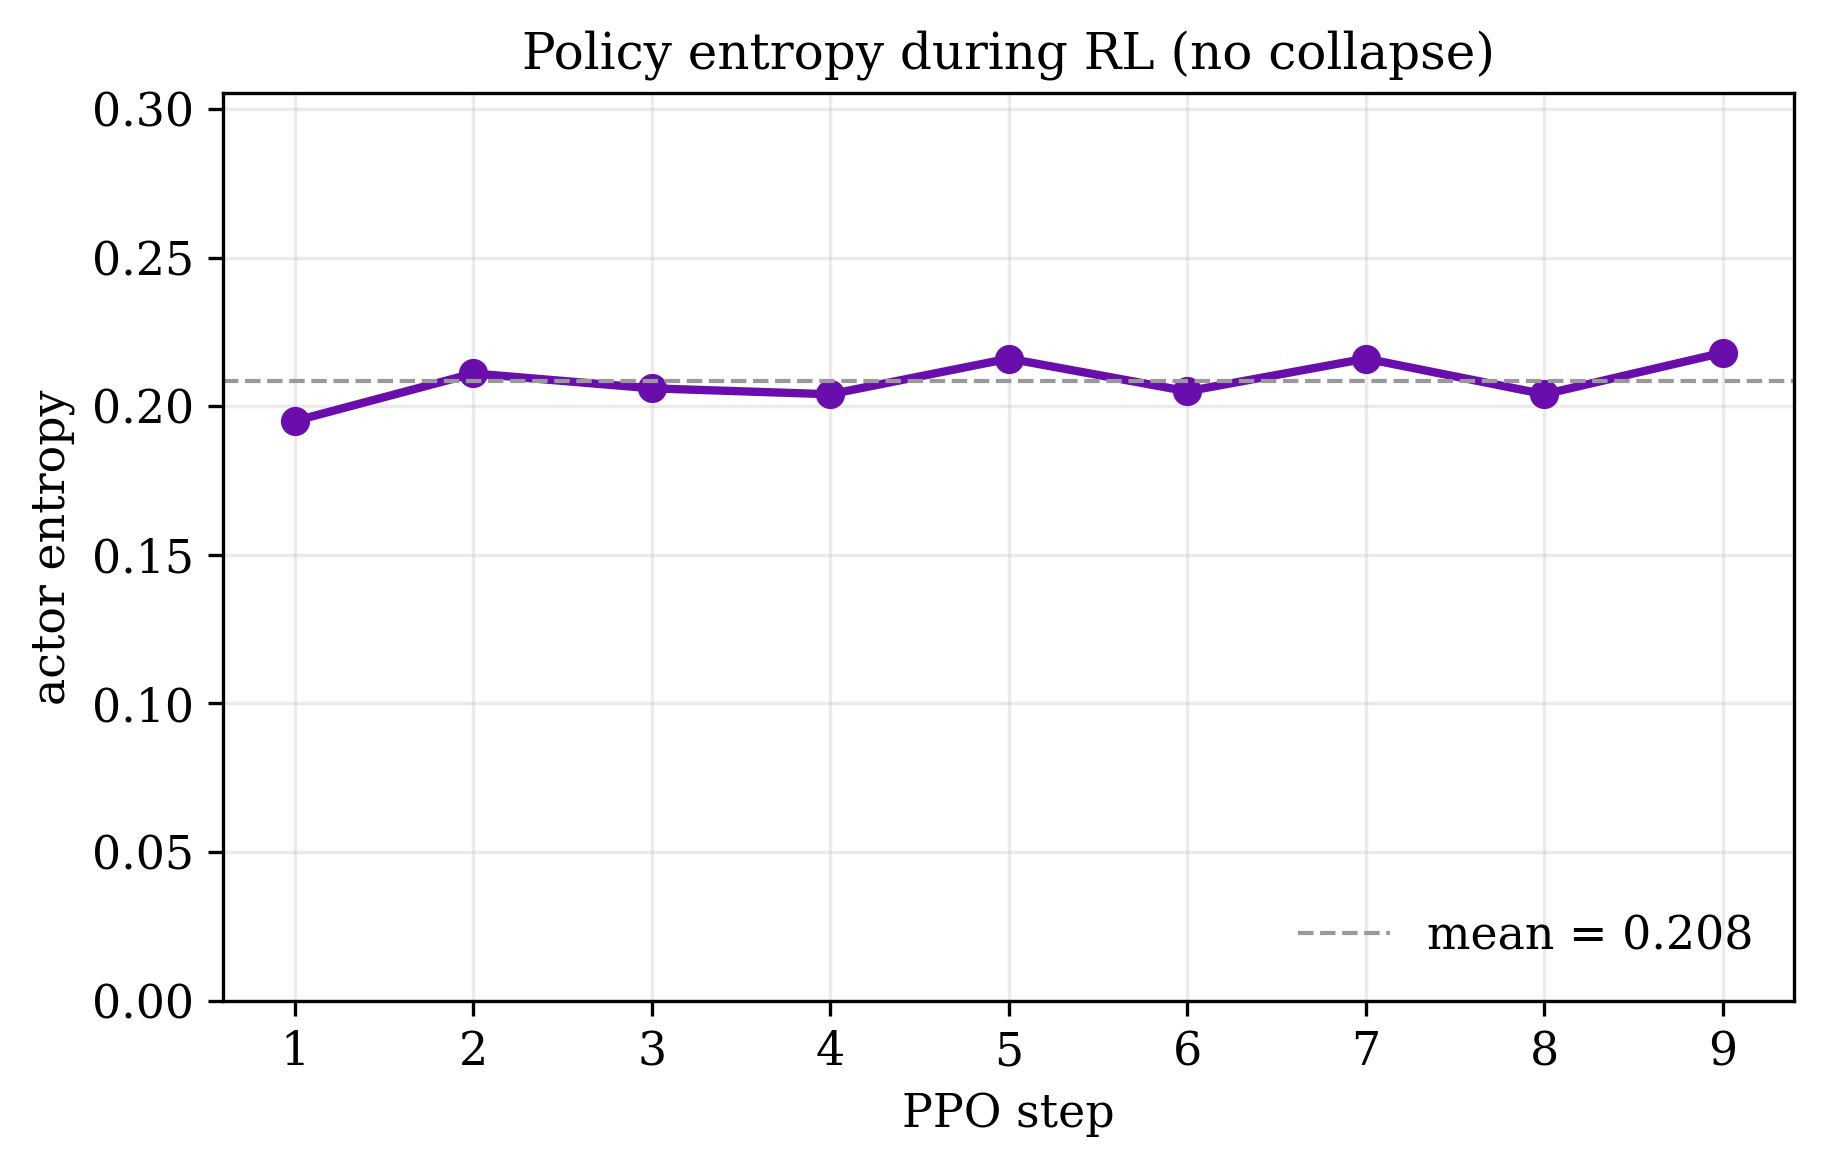 Policy entropy during RL (no collapse)
0.30
0.25
0.20
0.15
0.10
0.05
0.00
actor entropy
mean = 0.208
1 2 3 4 5 6 7 8 9
PPO step